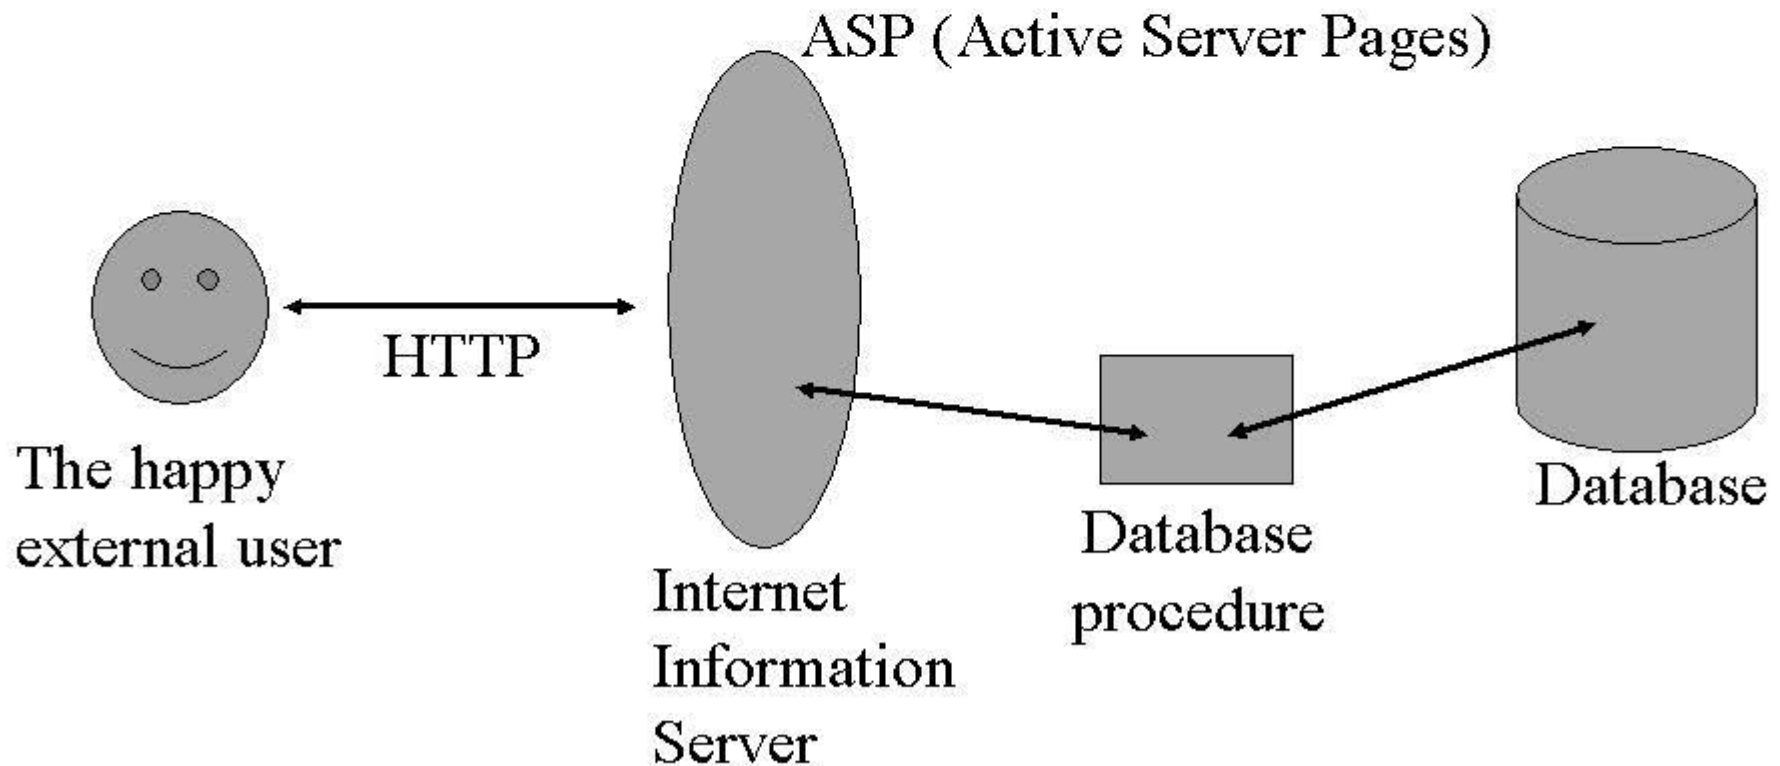 ASP (Active Server Pages)
HTTP
The happy
external user
Internet
Information
Server
Database
procedure
Database